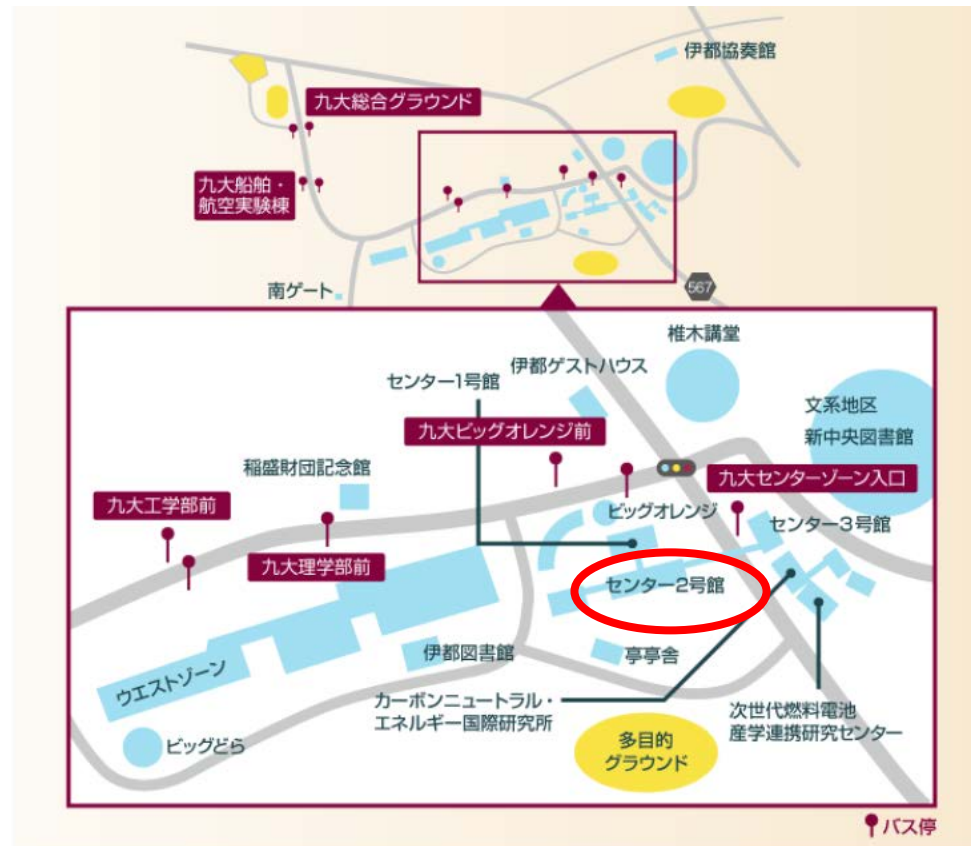 伊都協奏館
九大総合グラウンド
九大船舶・
航空実験棟
南ゲート
567
椎木講堂
伊都ゲストハウス
センター1号館
文系地区
新中央図書館
九大ビッグオレンジ前
稲盛財団記念館
九大センターゾーン入口
九大工学部前
ビッグオレンジ
センター3号館
九大理学部前
センター2号館
伊都図書館
亭亭舎
ウエストゾーン
カーボンニュートラル・
エネルギー国際研究所
次世代燃料電池
産学連携研究センター
ビッグどら
多目的
グラウンド
バス停